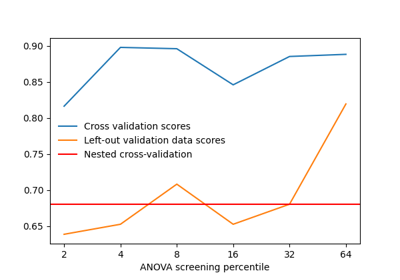 0.90
0.85
0.80
0.75
0.70
0.65
Cross validation scores
Left-out validation data scores
Nested cross-validation
2 4 8 16 32 64
ANOVA screening percentile